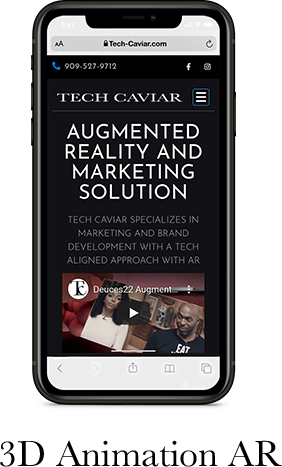 AA Tech-Caviar.com
909-527-9712
TECH CAVIAR
AUGMENTED
REALITY AND
MARKETING
SOLUTION
TECH CAVIAR SPECIALIZES IN
MARKETING AND BRAND
DEVELOPMENT WITH A TECH
ALIGNED APPROACH WITH AR
Deuces22 Augment...
EAT
3D Animation AR